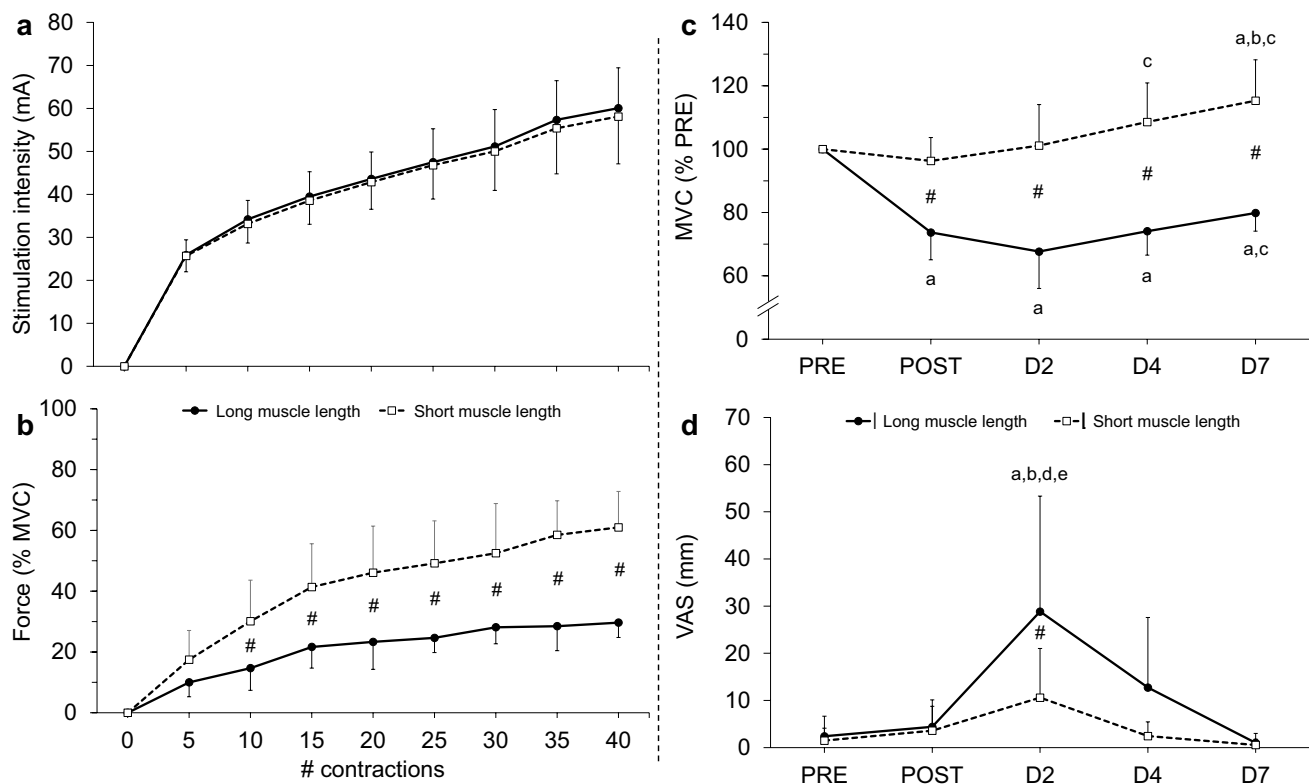 a
Stimulation intensity (mA)
80
70
60
50
40
30
20
10
0
b
Force (% MVC)
Long muscle length
Short muscle length
100
80
60
40
20
0
# # # # # # #
0 5 10 15 20 25 30 35 40
# contractions
c
MVC (% PRE)
140
120
100
80
60
0
a,b,c
c
# # # #
a a a a,c
PRE POST D2 D4 D7
d
VAS (mm)
Long muscle length
Short muscle length
70
60
50
40
30
20
10
0
a,b,d,e
#
PRE POST D2 D4 D7